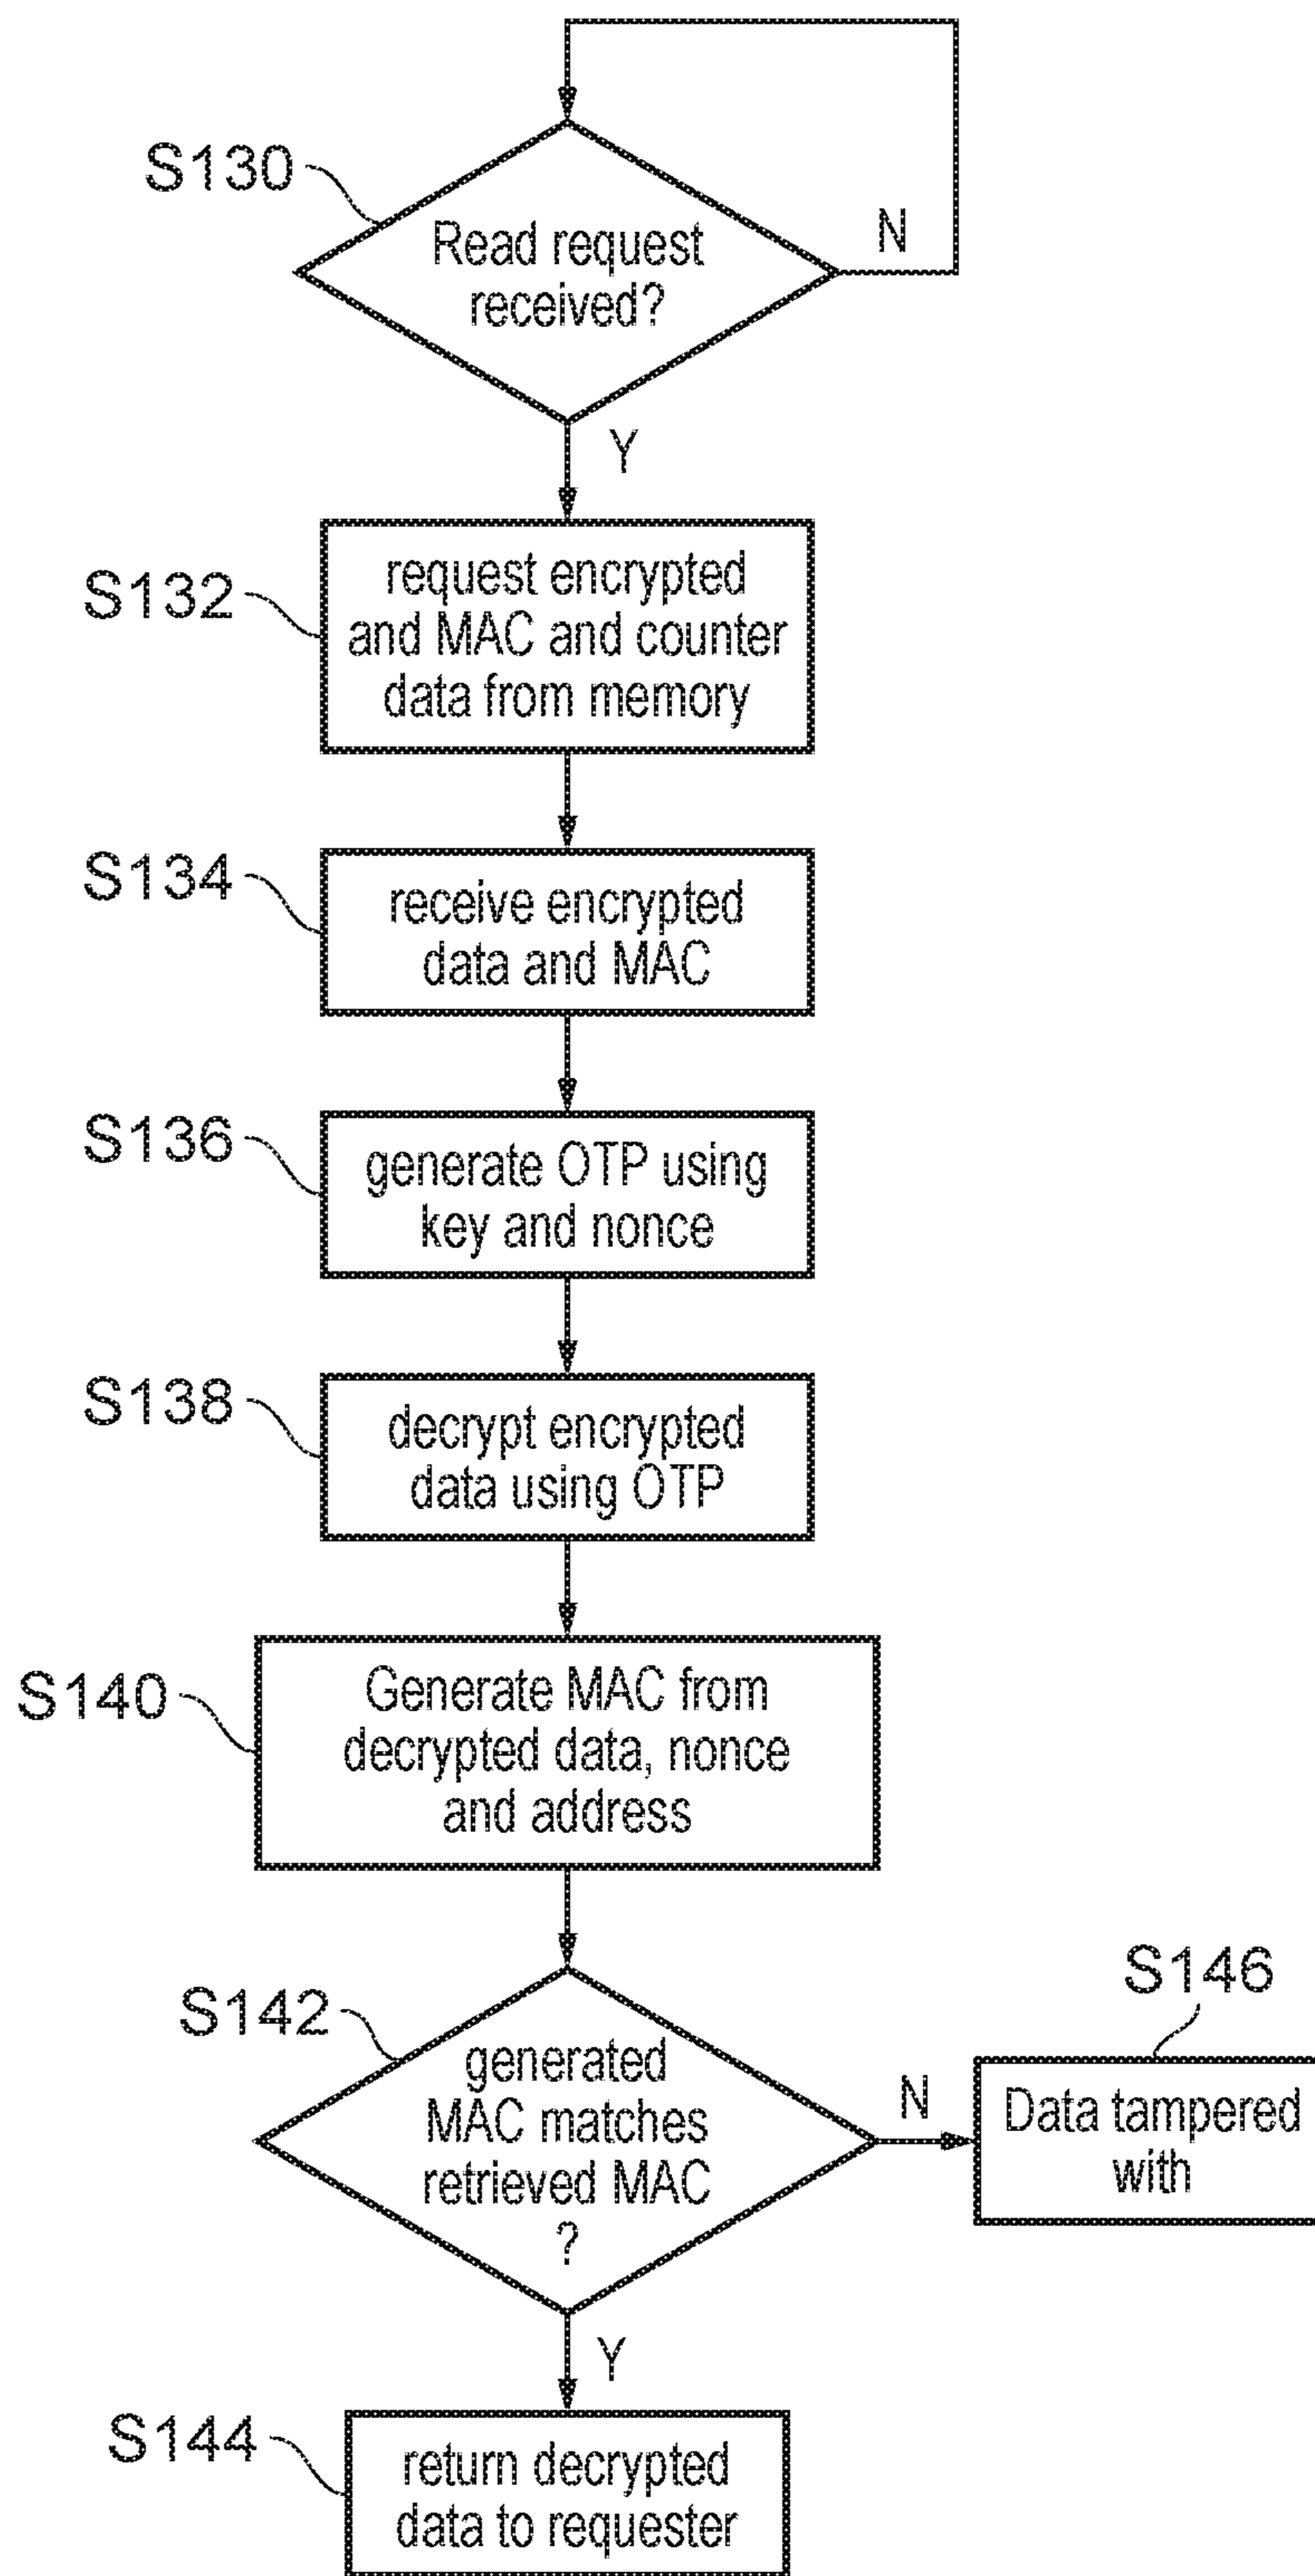 S130
Read request
received?
N
Y
S132
request encrypted
and MAC and counter
data from memory
S134
receive encrypted
data and MAC
S136
generate OTP using
key and nonce
S138
decrypt encrypted
data using OTP
S140
Generate MAC from
decrypted data, nonce
and address
S142
generated
MAC matches
retrieved MAC
?
N
S146
Data tampered
with
Y
S144
return decrypted
data to requester